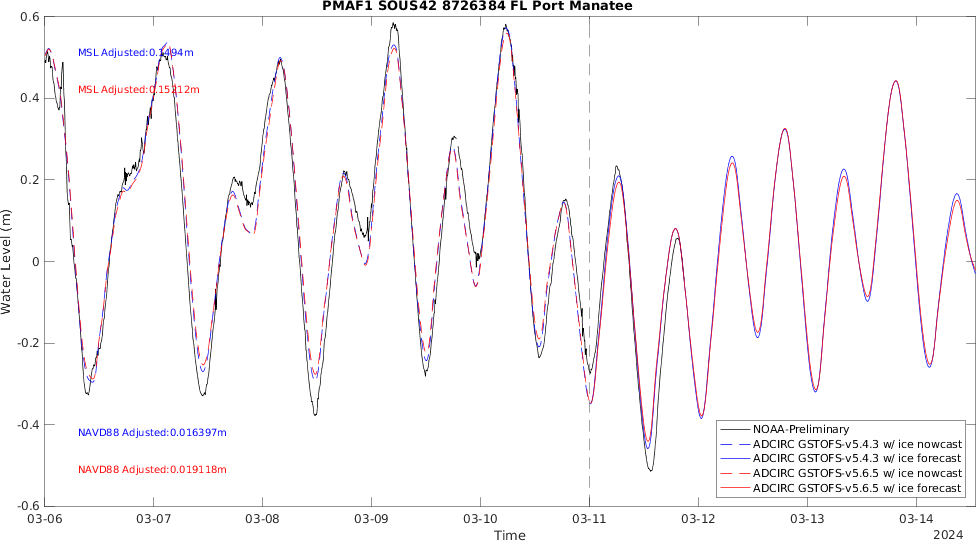 PMAF1 SOUS42 8726384 FL Port Manatee
0.6
0.4
0.2
0
-0.2
-0.4
-0.6
Water Level (m)
MSL Adjusted:0.1494m
MSL Adjusted:0.15212m
NAVD88 Adjusted:0.016397m
NAVD88 Adjusted:0.019118m
NOAA-Preliminary
ADCIRC GSTOFS-v5.4.3 w/ ice nowcast
ADCIRC GSTOFS-v5.4.3 w/ ice forecast
ADCIRC GSTOFS-v5.6.5 w/ ice nowcast
ADCIRC GSTOFS-v5.6.5 w/ ice forecast
03-06 03-07 03-08 03-09 03-10 03-11 03-12 03-13 03-14
Time
2024